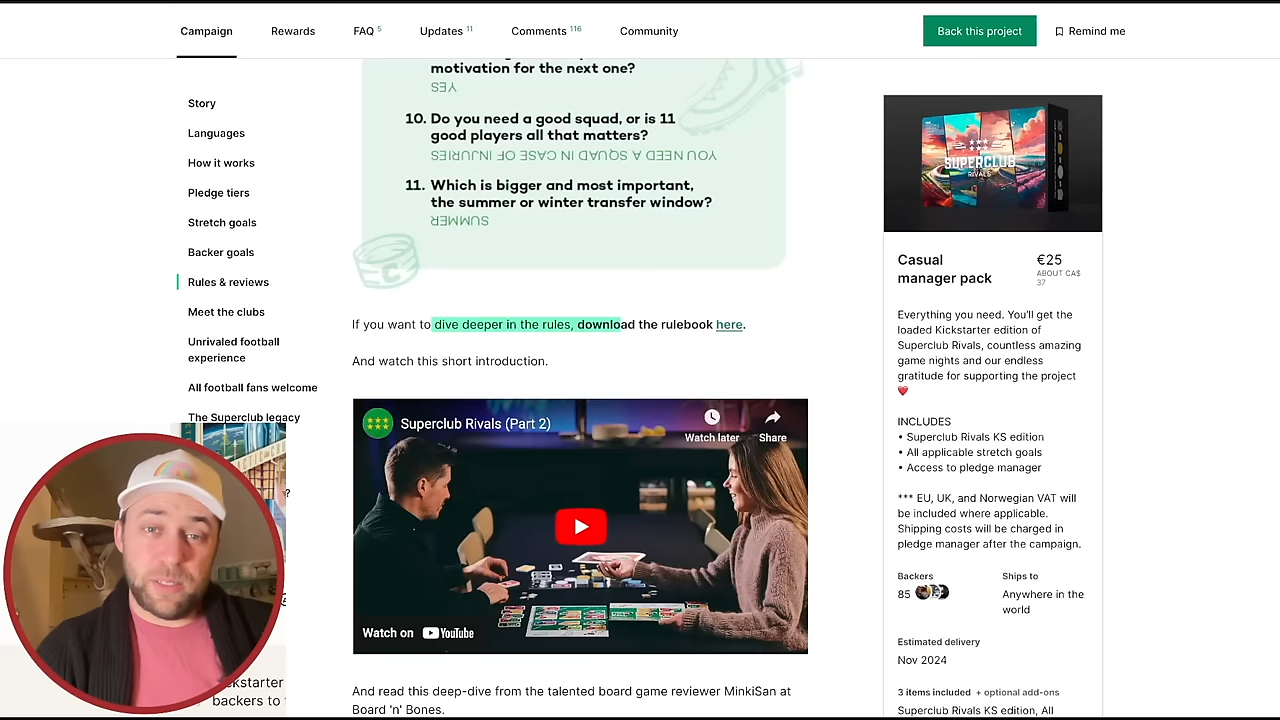 Campaign
Rewards
FAQ 5
Updates 11
Comments 116
Community
Back this project
Remind me
Story
Languages
How it works
Pledge tiers
Stretch goals
Backer goals
Rules & reviews
Meet the clubs
Unrivaled football
experience
All football fans welcome
The Superclub legacy
?
kstarter
backers to
motivation for the next one?
YES
10. Do you need a good squad, or is 11
good players all that matters?
YOU NEED A SQUAD IN CASE OF INJURIES
11. Which is bigger and most important,
the summer or winter transfer window?
SUMMER
If you want to dive deeper in the rules, download the rulebook here.
And watch this short introduction.
Superclub Rivals (Part 2)
Watch later
Share
Watch on YouTube
And read this deep-dive from the talented board game reviewer MinkiSan at
Board 'n' Bones.
SUPERCLUB
RIVALS
Casual
manager pack
€25
ABOUT CA$
37
Everything you need. You'll get the
loaded Kickstarter edition of
Superclub Rivals, countless amazing
game nights and our endless
gratitude for supporting the project
❤️
INCLUDES
• Superclub Rivals KS edition
• All applicable stretch goals
• Access to pledge manager
*** EU, UK, and Norwegian VAT will
be included where applicable.
Shipping costs will be charged in
pledge manager after the campaign.
Backers
85
Ships to
Anywhere in the
world
Estimated delivery
Nov 2024
3 items included + optional add-ons
Superclub Rivals KS edition, All